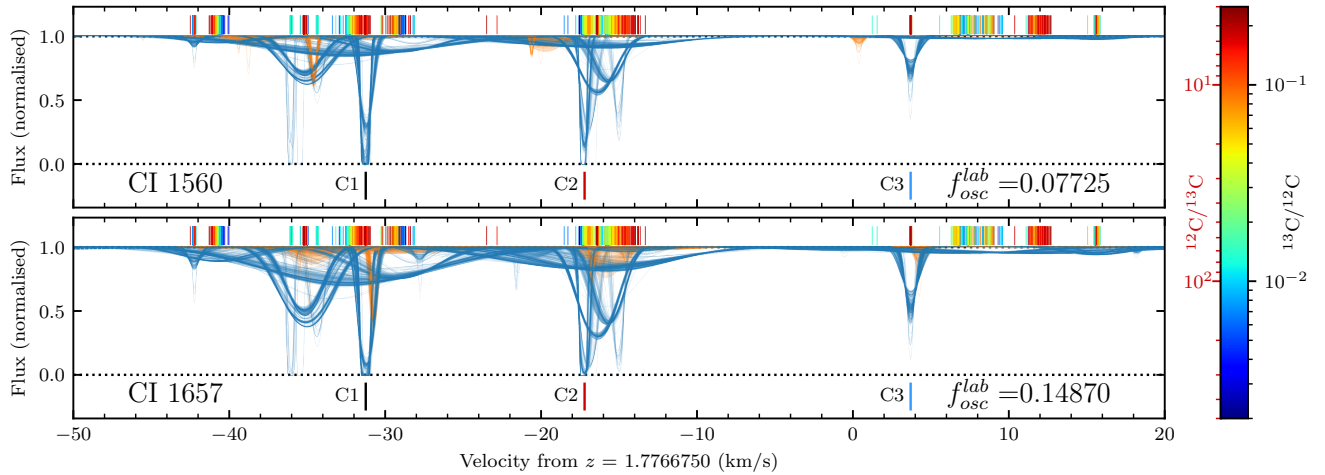 1.0
0.5
0.0
Flux (normalised)
CI 1560
C1
C2
C3
f_{osc}^{lab}=0.07725
1.0
0.5
0.0
Flux (normalised)
CI 1657
C1
C2
C3
f_{osc}^{lab}=0.14870
−50 −40 −30 −20 −10 0 10 20
Velocity from z = 1.7766750 (km/s)
10^1
10^2
^{12}C/^{13}C
10^{-1}
10^{-2}
^{13}C/^{12}C